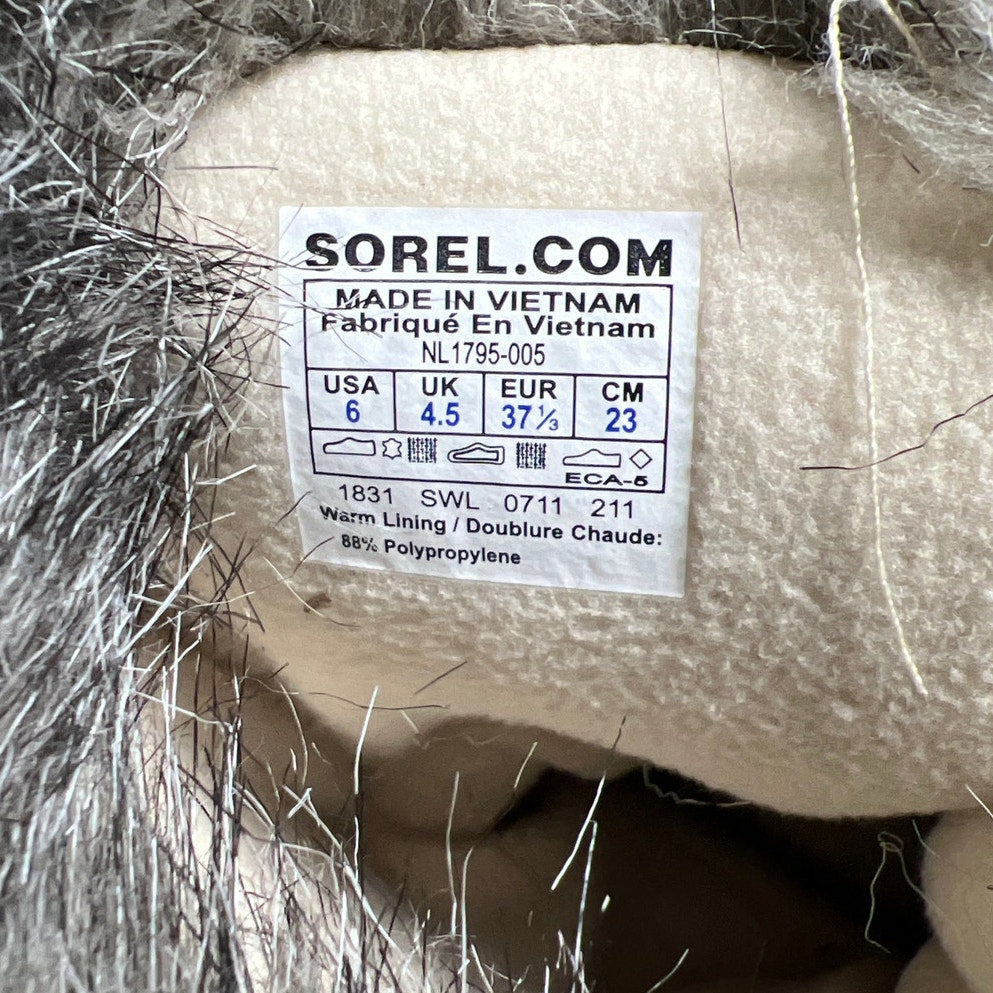 SOREL.COM
MADE IN VIETNAM
Fabriqué En Vietnam
NL1795-005
USA UK EUR CM
6 4.5 37⅓ 23
ECA-5
1831 SWL 0711 211
Warm Lining / Doublure Chaude:
88% Polypropylene